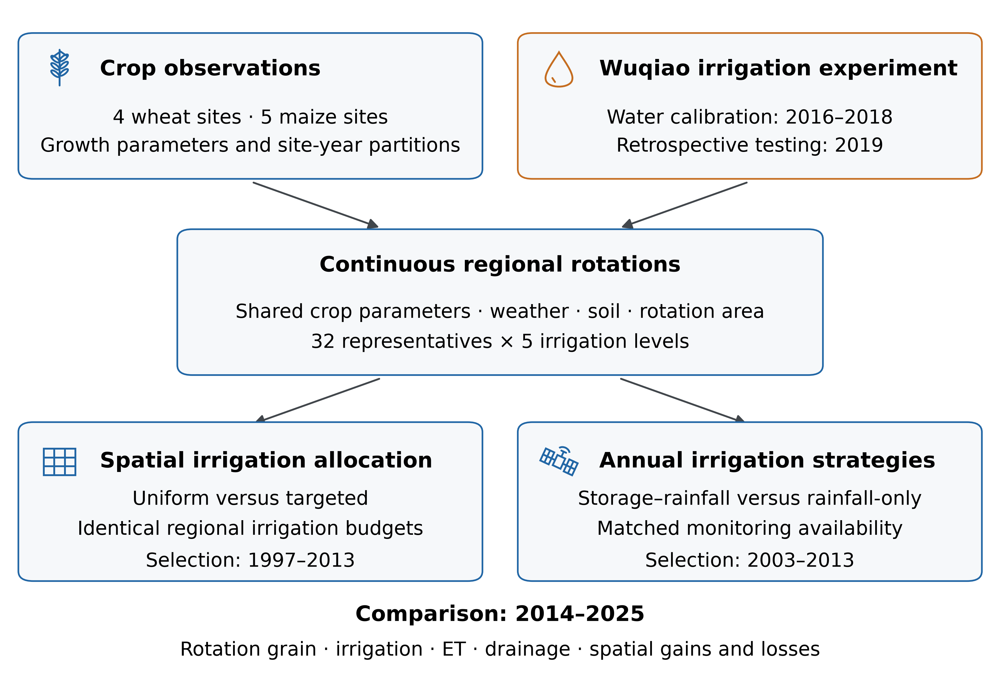 Crop observations
4 wheat sites · 5 maize sites
Growth parameters and site-year partitions
Wuqiao irrigation experiment
Water calibration: 2016–2018
Retrospective testing: 2019
Continuous regional rotations
Shared crop parameters · weather · soil · rotation area
32 representatives × 5 irrigation levels
Spatial irrigation allocation
Uniform versus targeted
Identical regional irrigation budgets
Selection: 1997–2013
Annual irrigation strategies
Storage–rainfall versus rainfall-only
Matched monitoring availability
Selection: 2003–2013
Comparison: 2014–2025
Rotation grain · irrigation · ET · drainage · spatial gains and losses